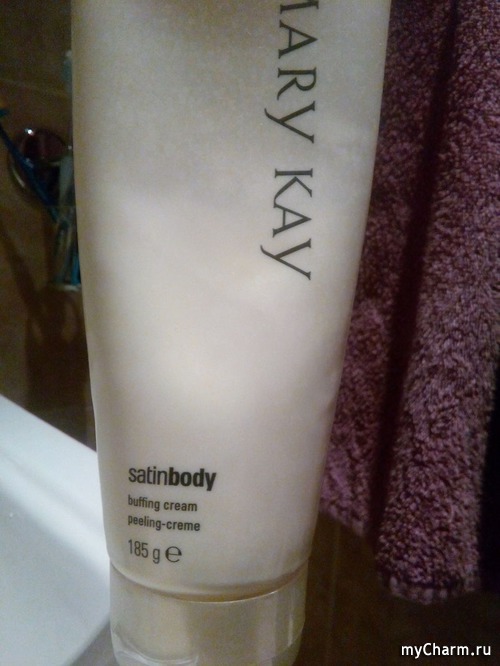 MARY KAY
satinbody
buffing cream
peeling-creme
185 g e
myCharm.ru